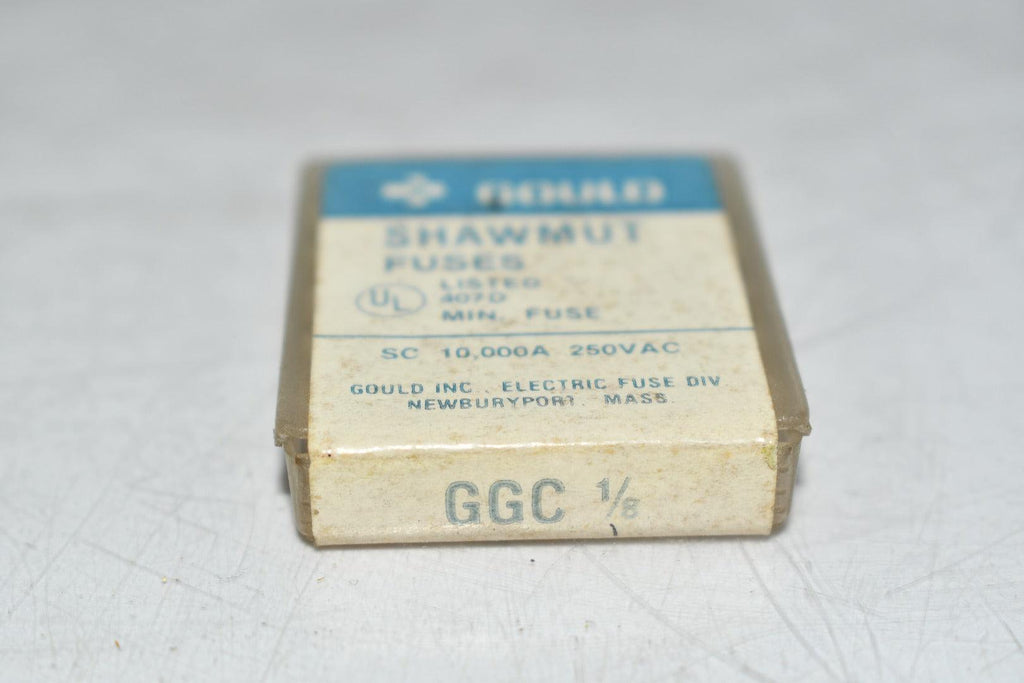 GOULD
SHAWMUT
FUSES
UL LISTED
407D
MIN. FUSE
SC 10,000A 250VAC
GOULD INC. ELECTRIC FUSE DIV
NEWBURYPORT, MASS.
GGC 1/8